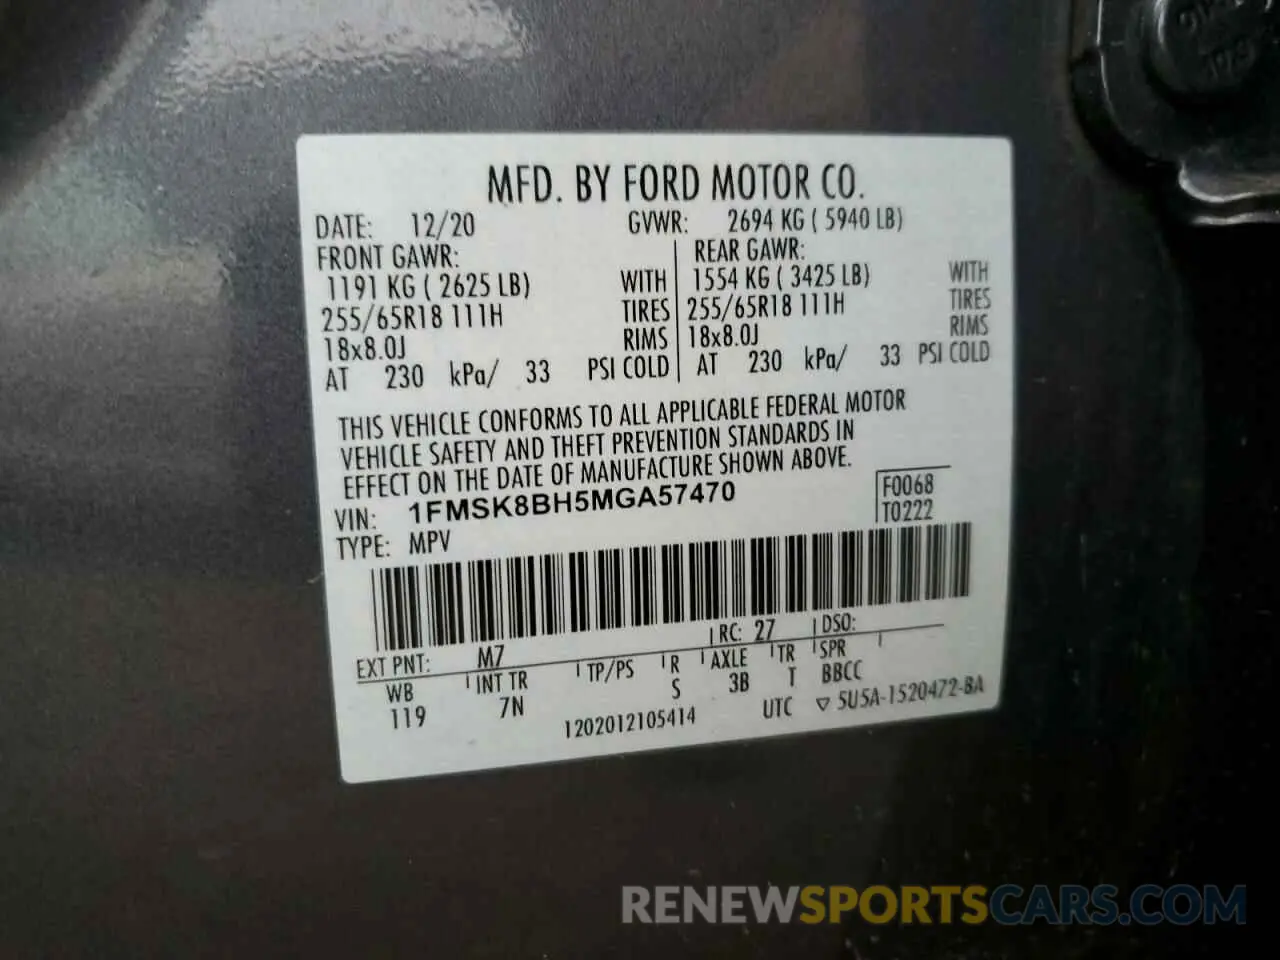 MFD. BY FORD MOTOR CO.
DATE: 12/20 GVWR: 2694 KG ( 5940 LB)
FRONT GAWR: REAR GAWR:
1191 KG ( 2625 LB) WITH 1554 KG ( 3425 LB) WITH
255/65R18 111H TIRES 255/65R18 111H TIRES
18x8.0J RIMS 18x8.0J RIMS
AT 230 kPa/ 33 PSI COLD AT 230 kPa/ 33 PSI COLD
THIS VEHICLE CONFORMS TO ALL APPLICABLE FEDERAL MOTOR
VEHICLE SAFETY AND THEFT PREVENTION STANDARDS IN
EFFECT ON THE DATE OF MANUFACTURE SHOWN ABOVE.
VIN: 1FMSK8BH5MGA57470 F0068
TYPE: MPV T0222
EXT PNT: M7 RC: 27 DSO:
WB INT TR TP/PS R AXLE TR SPR
119 7N S 3B T BBCC
1202012105414 UTC ▽ 5U5A-1520472-BA
RENEWSPORTSCARS.COM